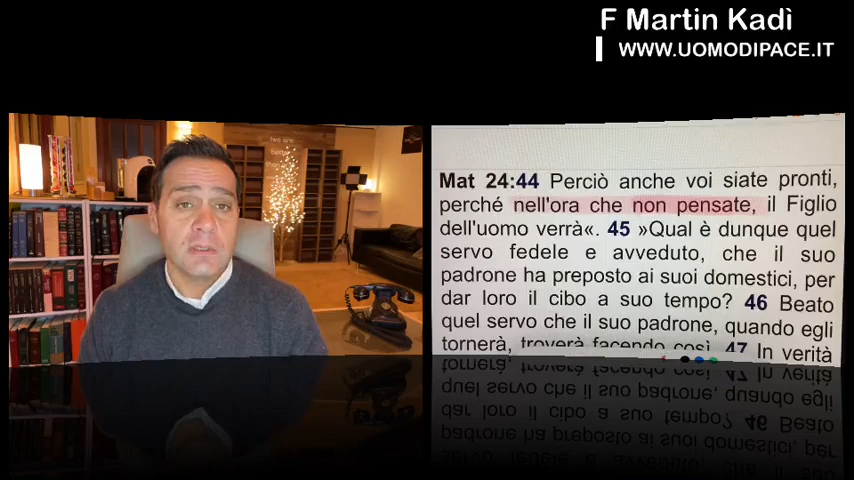 F Martin Kadì
WWW.UOMODIPACE.IT
two are
Mat 24:44 Perciò anche voi siate pronti,
perché nell'ora che non pensate, il Figlio
dell'uomo verrà«. 45 »Qual è dunque quel
servo fedele e avveduto, che il suo
padrone ha preposto ai suoi domestici, per
dar loro il cibo a suo tempo? 46 Beato
quel servo che il suo padrone, quando egli
tornerà, troverà facendo così. 47 In verità